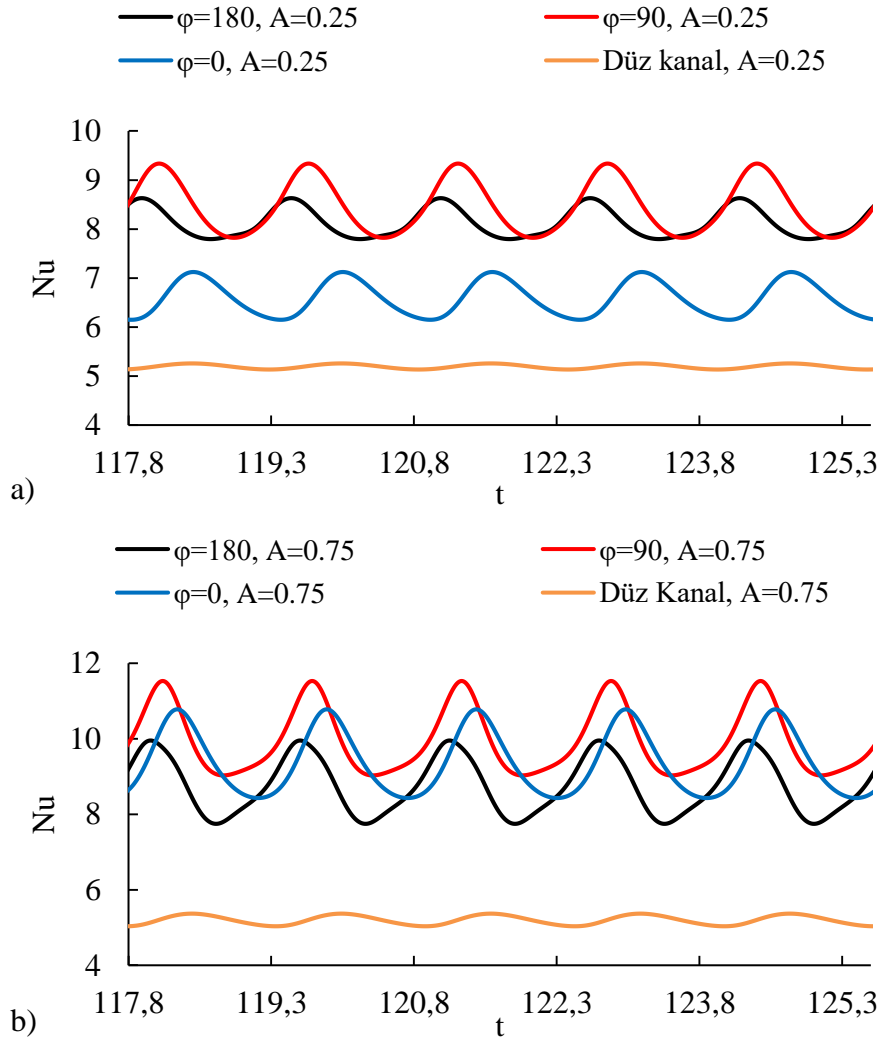 φ=180, A=0.25 φ=90, A=0.25
φ=0, A=0.25 Düz kanal, A=0.25
10
9
8
7
6
5
4
Nu
117,8 119,3 120,8 122,3 123,8 125,3
t
a)
φ=180, A=0.75 φ=90, A=0.75
φ=0, A=0.75 Düz Kanal, A=0.75
12
10
8
6
4
Nu
117,8 119,3 120,8 122,3 123,8 125,3
t
b)